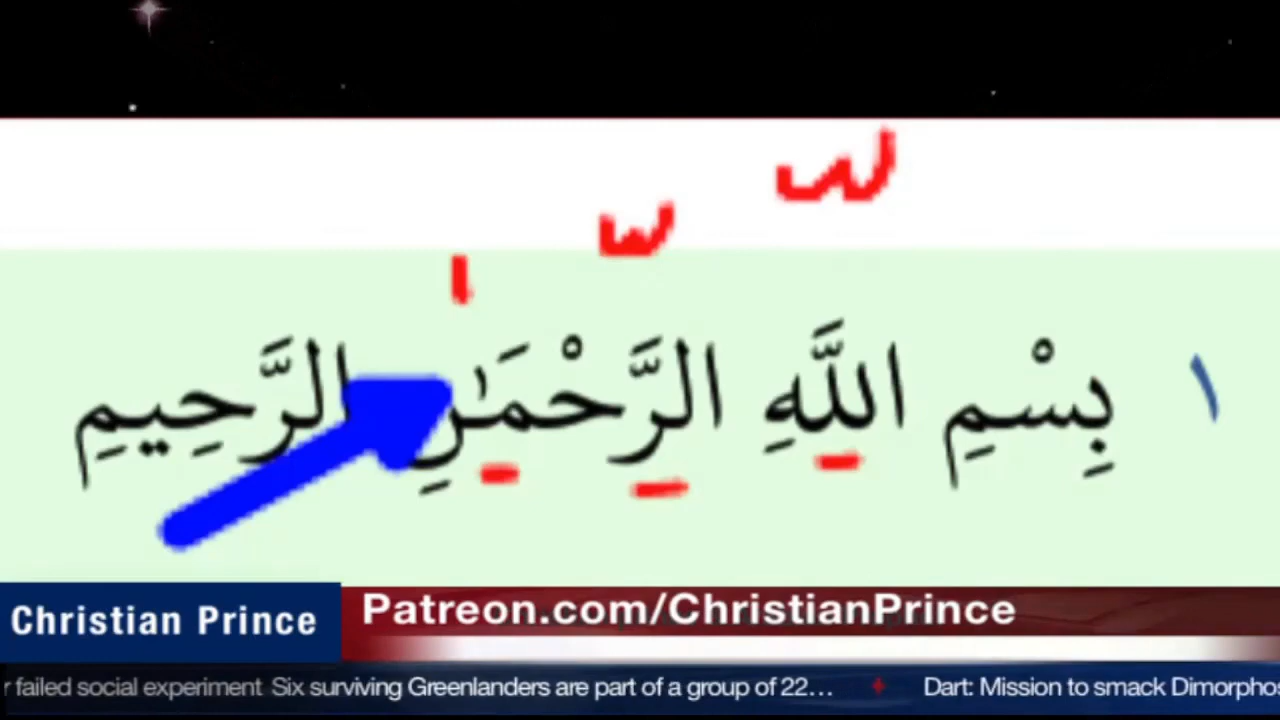 ١ بِسْمِ اللَّهِ الرَّحْمَٰنِ الرَّحِيمِ
Christian Prince
Patreon.com/ChristianPrince
r failed social experiment Six surviving Greenlanders are part of a group of 22… Dart: Mission to smack Dimorphos